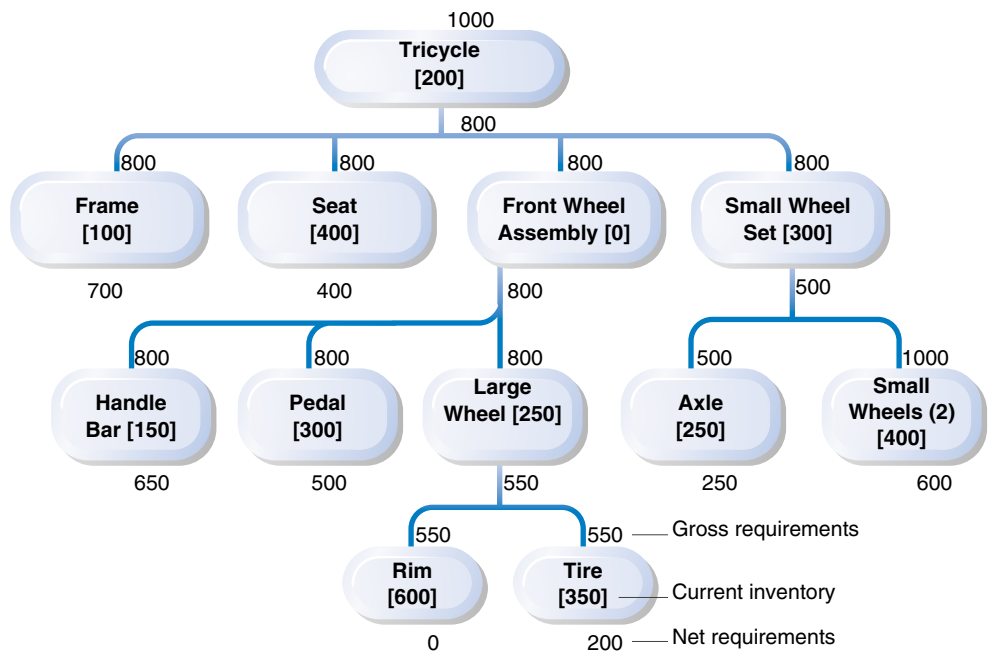 1000
Tricycle
[200]
800
800 800 800 800
Frame
[100]
Seat
[400]
Front Wheel
Assembly [0]
Small Wheel
Set [300]
700
400
800
500
800 800 800 500 1000
Handle
Bar [150]
Pedal
[300]
Large
Wheel [250]
Axle
[250]
Small
Wheels (2)
[400]
650
500
550
250
600
550 550 Gross requirements
Rim
[600]
Tire
[350]
Current inventory
0
200 Net requirements